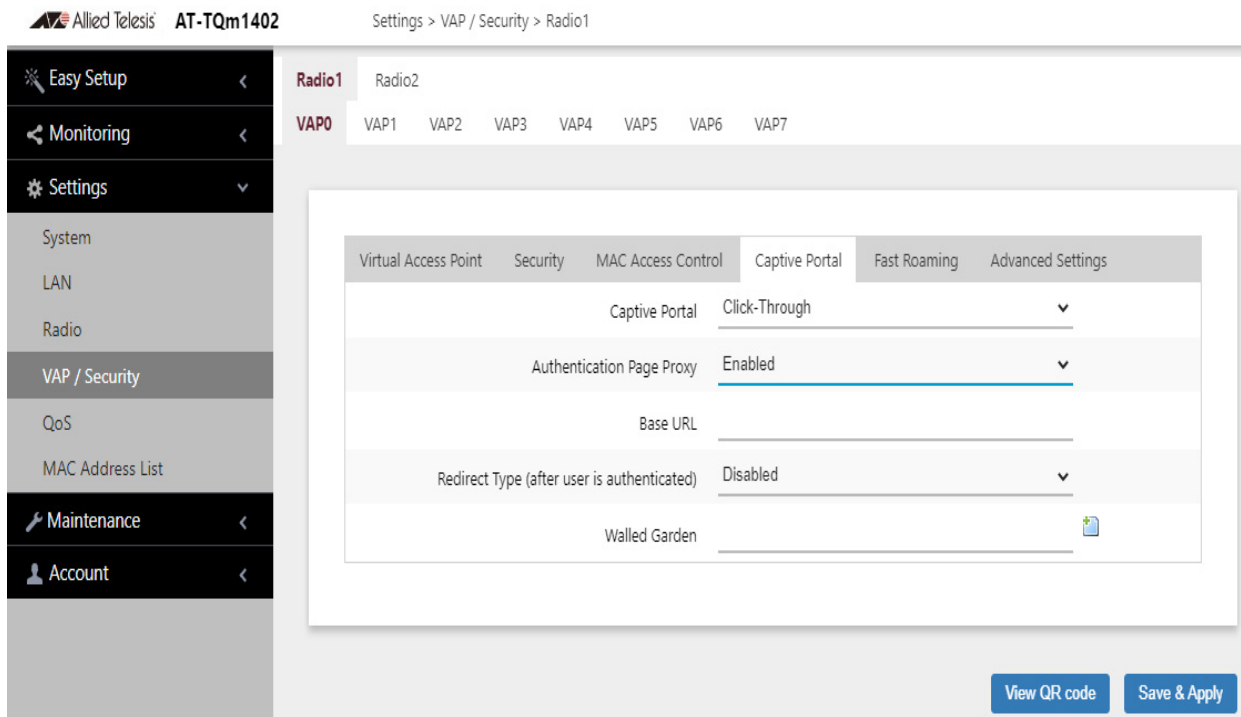 Allied Telesis AT-TQm1402 Settings > VAP / Security > Radio1
Easy Setup
Monitoring
Settings
System
LAN
Radio
VAP / Security
QoS
MAC Address List
Maintenance
Account
Radio1 Radio2
VAP0 VAP1 VAP2 VAP3 VAP4 VAP5 VAP6 VAP7
Virtual Access Point Security MAC Access Control Captive Portal Fast Roaming Advanced Settings
Captive Portal Click-Through
Authentication Page Proxy Enabled
Base URL
Redirect Type (after user is authenticated) Disabled
Walled Garden
View QR code Save & Apply